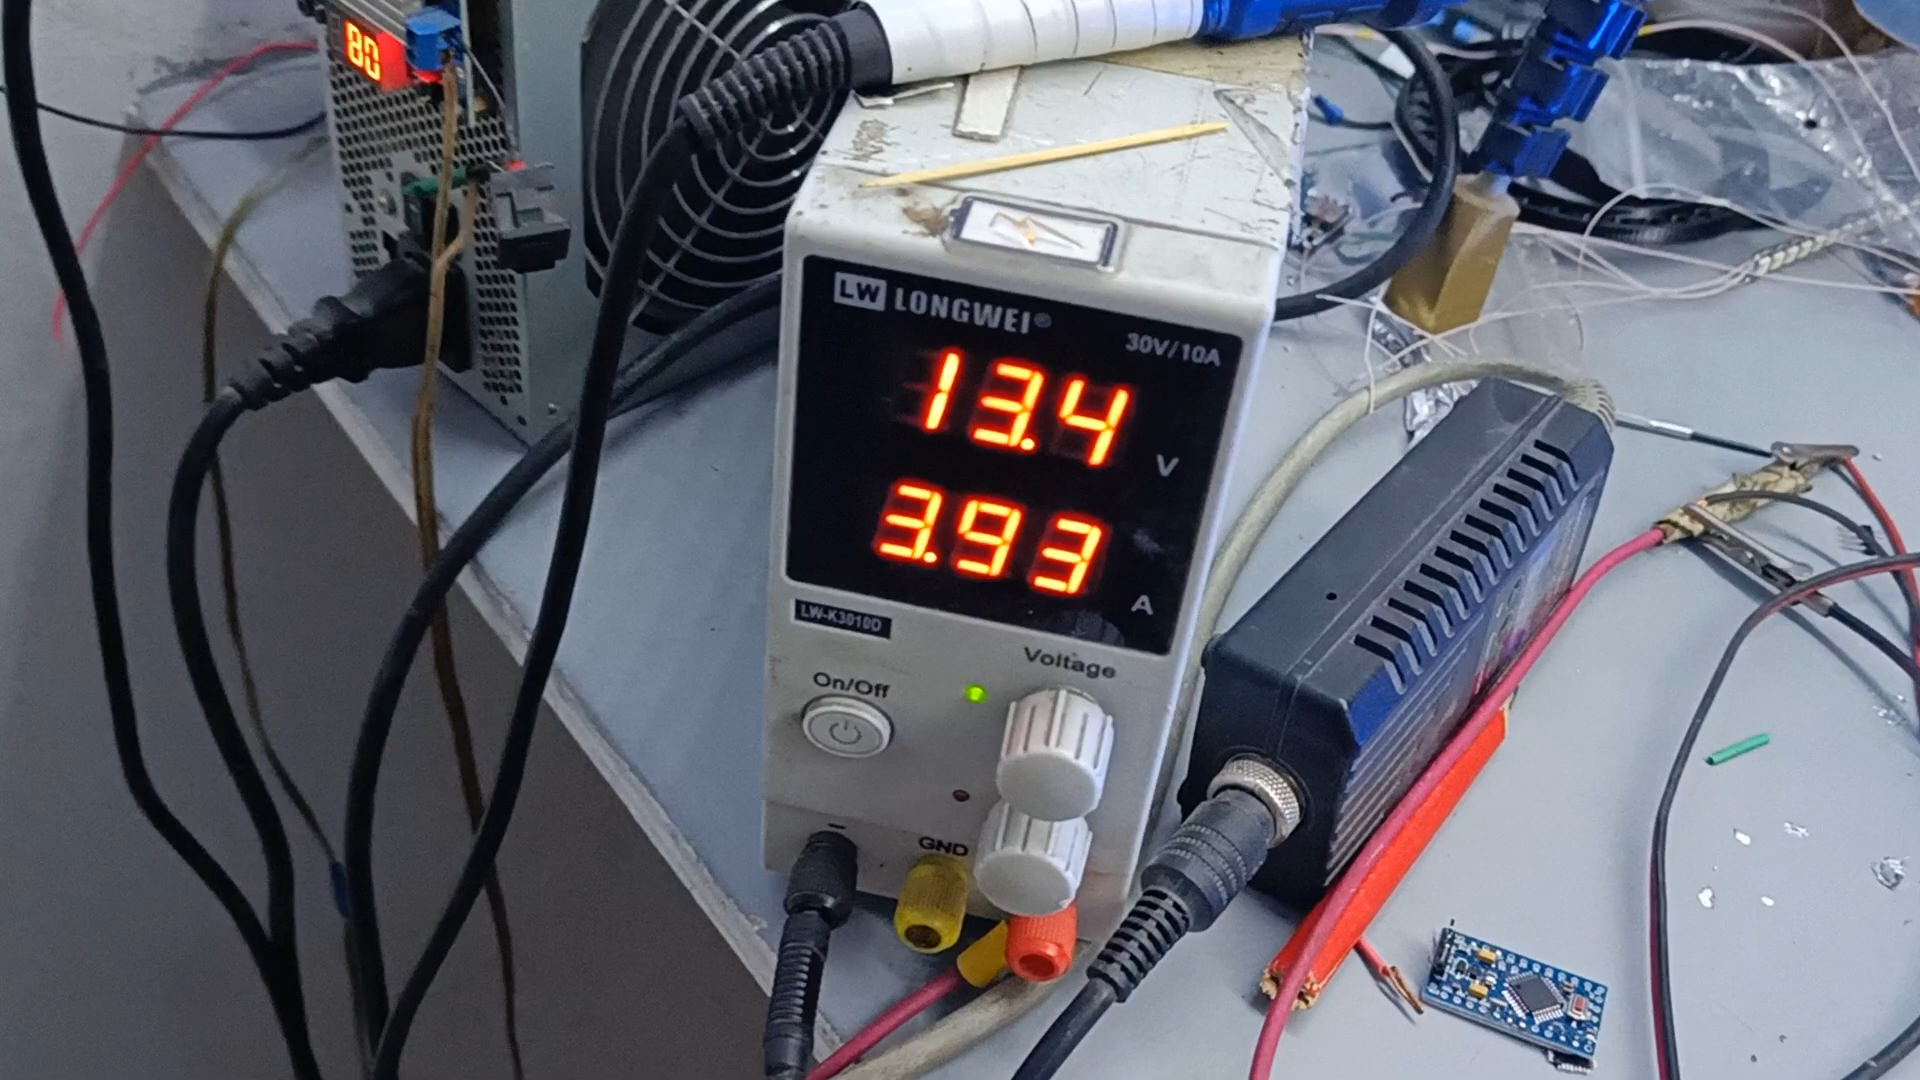 80
LW LONGWEI®
30V/10A
13.4
V
3.93
A
LW-K3010D
Voltage
On/Off
-
GND